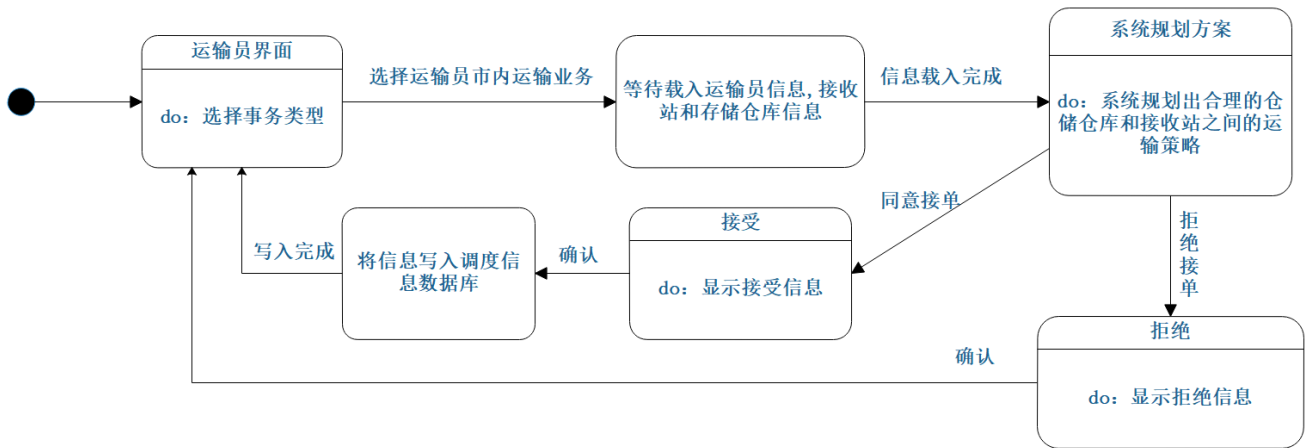 运输员界面
do: 选择事务类型
选择运输员市内运输业务
等待载入运输员信息,接收
站和存储仓库信息
信息载入完成
系统规划方案
do: 系统规划出合理的仓
储仓库和接收站之间的运
输策略
同意接单
拒绝接单
接受
do: 显示接受信息
确认
将信息写入调度信
息数据库
写入完成
拒绝
do: 显示拒绝信息
确认